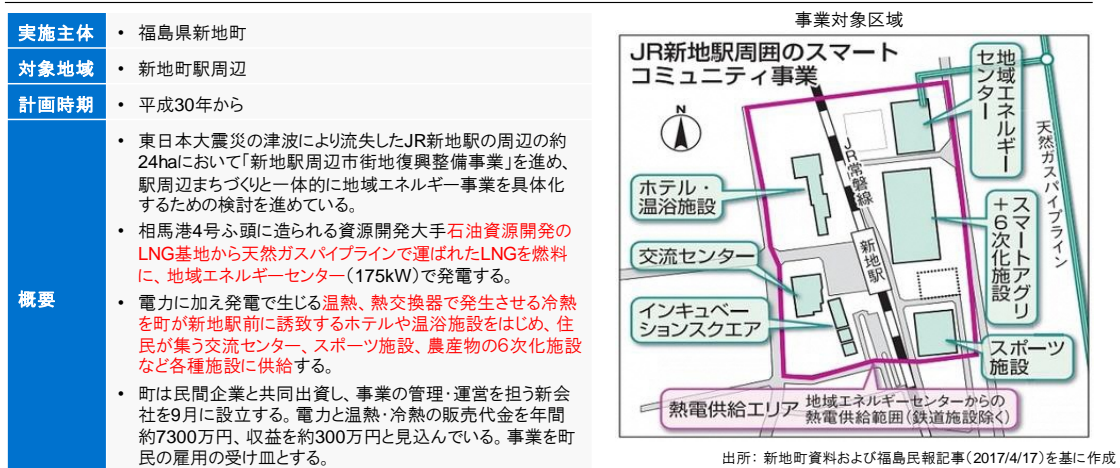 実施主体
• 福島県新地町
対象地域
• 新地町駅周辺
計画時期
• 平成30年から
概要
• 東日本大震災の津波により流失したJR新地駅の周辺の約
24haにおいて「新地駅周辺市街地復興整備事業」を進め、
駅周辺まちづくりと一体的に地域エネルギー事業を具体化
するための検討を進めている。
• 相馬港4号ふ頭に造られる資源開発大手石油資源開発の
LNG基地から天然ガスパイプラインで運ばれたLNGを燃料
に、地域エネルギーセンター（175kW）で発電する。
• 電力に加え発電で生じる温熱、熱交換器で発生させる冷熱
を町が新地駅前に誘致するホテルや温浴施設をはじめ、住
民が集う交流センター、スポーツ施設、農産物の6次化施設
など各種施設に供給する。
• 町は民間企業と共同出資し、事業の管理・運営を担う新会
社を9月に設立する。電力と温熱・冷熱の販売代金を年間
約7300万円、収益を約300万円と見込んでいる。事業を町
民の雇用の受け皿とする。
事業対象区域
JR新地駅周囲のスマート
コミュニティ事業
N
地域エネルギー
センター
天然ガスパイプライン
JR常磐線
ホテル・
温浴施設
新地駅
スマートアグリ
＋6次化施設
交流センター
インキュベー
ションスクエア
スポーツ
施設
熱電供給エリア
地域エネルギーセンターからの
熱電供給範囲（鉄道施設除く）
出所： 新地町資料および福島民報記事（2017/4/17）を基に作成